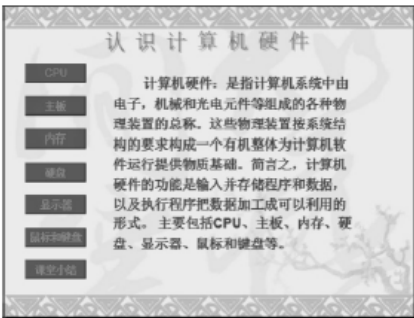 认识计算机硬件
CPU
主板
内存
硬盘
显示器
鼠标和键盘
课堂小结
计算机硬件：是指计算机系统中由
电子，机械和光电元件等组成的各种物
理装置的总称。这些物理装置按系统结
构的要求构成一个有机整体为计算机软
件运行提供物质基础。简言之，计算机
硬件的功能是输入并存储程序和数据，
以及执行程序把数据加工成可以利用的
形式。 主要包括CPU、主板、内存、硬
盘、显示器、鼠标和键盘等。